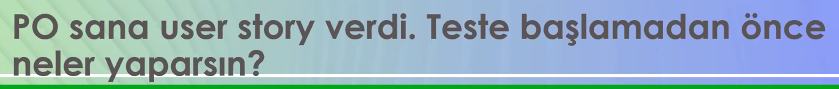 PO sana user story verdi. Teste başlamadan önce
neler yaparsın?